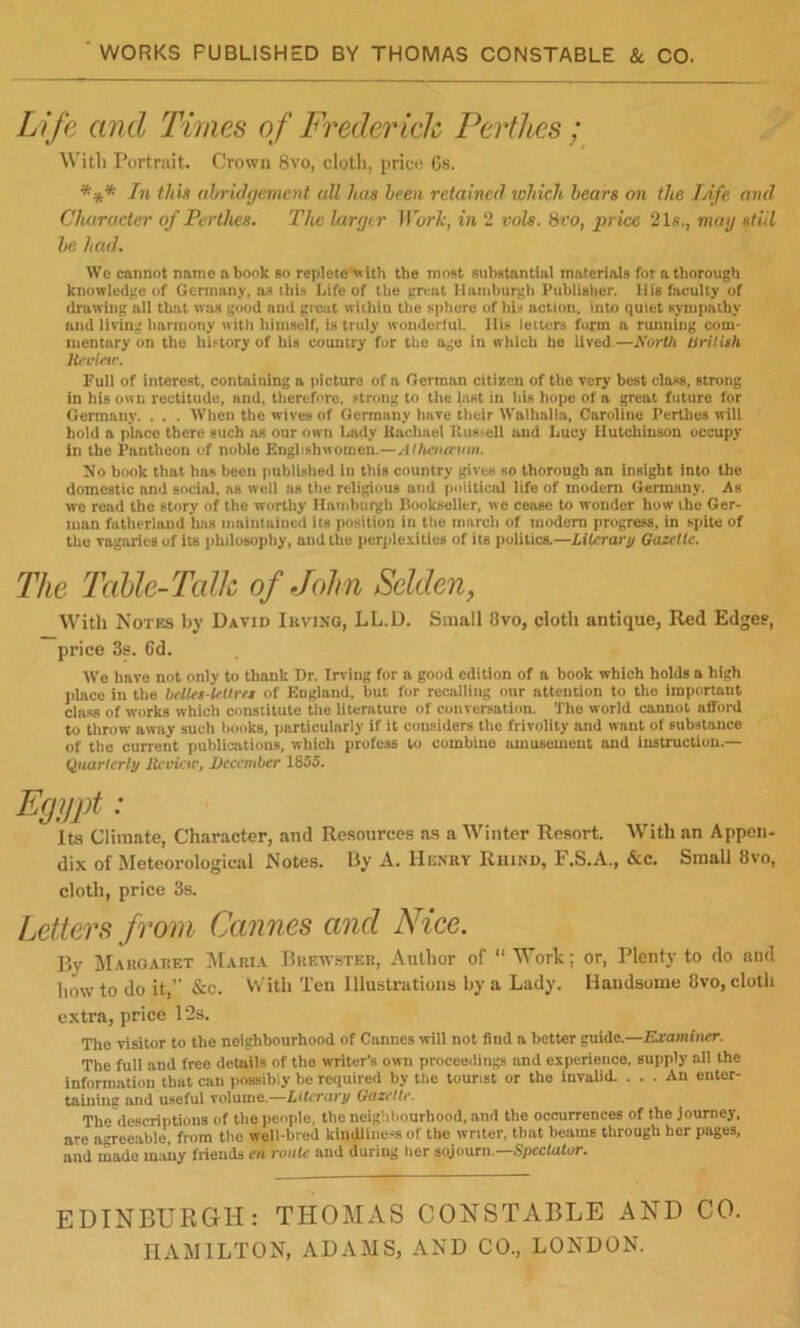 WORKS PUBLISHED BY THOMAS CONSTABLE & CO.
Life and Times of Frederick Perthes;
With Portrait. Crown 8vo, cloth, price 6s.
*** In this abridgement all has been retained which bears on the Life and
Character of Perthes. The larger Work, in 2 vols. 8vo, price 21s., may still
be had.
We cannot name a book so replete with the most substantial materials for a thorough
knowledge of Germany, as this Life of the great Hamburgh Publisher. His faculty of
drawing all that was good and great within the sphere of his action, into quiet sympathy
and living harmony with himself, is truly wonderful. His letters form a running com-
mentary on the history of his country for the age in which he lived.—North British
Review.
Full of interest, containing a picture of a German citizen of the very best class, strong
in his own rectitude, and, therefore, strong to the last in his hope of a great future for
Germany. . . . When the wives of Germany have their Walhalla, Caroline Perthes will
hold a place there such as our own Lady Rachael Russell and Lucy Hutchinson occupy
in the Pantheon of noble Englishwomen.—Athenæum.
No book that has been published in this country gives so thorough an insight into the
domestic and social, as well as the religious and political life of modern Germany. As
we read the story of the worthy Hamburgh Bookseller, we cease to wonder how the Ger-
man fatherland has maintained its position in the march of modern progress, in spite of
the vagaries of its philosophy, and the perplexities of its politics.—Literary Gazette.
The Table-Talk of John Selden,
With Notes by David Irving, LL.D. Small 8vo, cloth antique, Red Edges,
price 3s. 6d.
We have not only to thank Dr. Irving for a good edition of a book which holds a high
place in the belles-lettres of England, but for recalling our attention to the important
class of works which constitute the literature of conversation. The world cannot afford
to throw away such books, particularly if it considers the frivolity and want of substance
of the current publications, which profess to combine amusement and instruction.—
Quarterly Review, December 1855.
Egypt:
Its Climate, Character, and Resources as a Winter Resort. With an Appen-
dix of Meteorological Notes. By A. Henry Rhind, F.S.A., &c. Small 8vo,
cloth, price 3s.
Letters from Cannes and Nice.
By Margaret Maria Brewster, Author of “Work; or, Plenty to do and
how to do it,” &c. With Ten Illustrations by a Lady. Handsome 8vo, cloth
extra, price 12s.
The visitor to the neighbourhood of Cannes will not find a better guide.—Examiner.
The full and free details of the writer's own proceedings and experience, supply all the
information that can possibly be required by the tourist or the invalid. . . . An enter-
taining and useful volume.—Literary Gazette.
The descriptions of the people, the neighbourhood, and the occurrences of the journey,
are agreeable, from the well-bred kindliness of the writer, that beams through her pages,
and made many friends en route and during her sojourn.—Spectator.
EDINBURGH: THOMAS CONSTABLE AND CO.
HAMILTON, ADAMS, AND CO., LONDON.